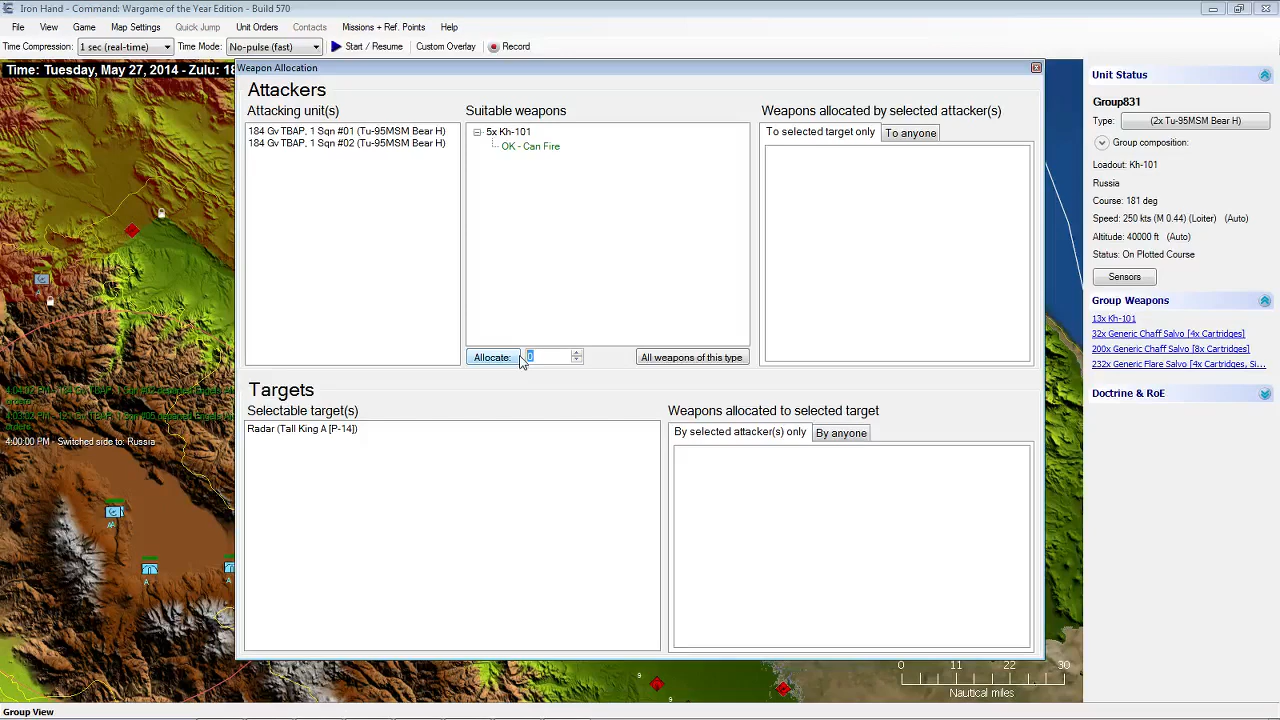 Iron Hand - Command: Wargame of the Year Edition - Build 570
File View Game Map Settings Quick Jump Unit Orders Contacts Missions + Ref. Points Help
Time Compression: 1 sec (real-time) Time Mode: No-pulse (fast) Start / Resume Custom Overlay Record
Time: Tuesday, May 27, 2014 - Zulu: 18
Weapon Allocation
Attackers
Attacking unit(s)
184 Gv TBAP. 1 Sqn #01 (Tu-95MSM Bear H)
184 Gv TBAP. 1 Sqn #02 (Tu-95MSM Bear H)
Suitable weapons
5x Kh-101
OK - Can Fire
Allocate: 0
All weapons of this type
Weapons allocated by selected attacker(s)
To selected target only
To anyone
Targets
Selectable target(s)
Radar (Tall King A [P-14])
Weapons allocated to selected target
By selected attacker(s) only
By anyone
orders
orders
4:00:00 PM - Switched side to: Russia
A
A
9
9
0 11 22 30
Nautical miles
Unit Status
Group831
Type: (2x Tu-95MSM Bear H)
Group composition:
Loadout: Kh-101
Russia
Course: 181 deg
Speed: 250 kts (M 0.44) (Loiter) (Auto)
Altitude: 40000 ft (Auto)
Status: On Plotted Course
Sensors
Group Weapons
13x Kh-101
32x Generic Chaff Salvo [4x Cartridges]
200x Generic Chaff Salvo [8x Cartridges]
232x Generic Flare Salvo [4x Cartridges, Si...
Doctrine & RoE
Group View